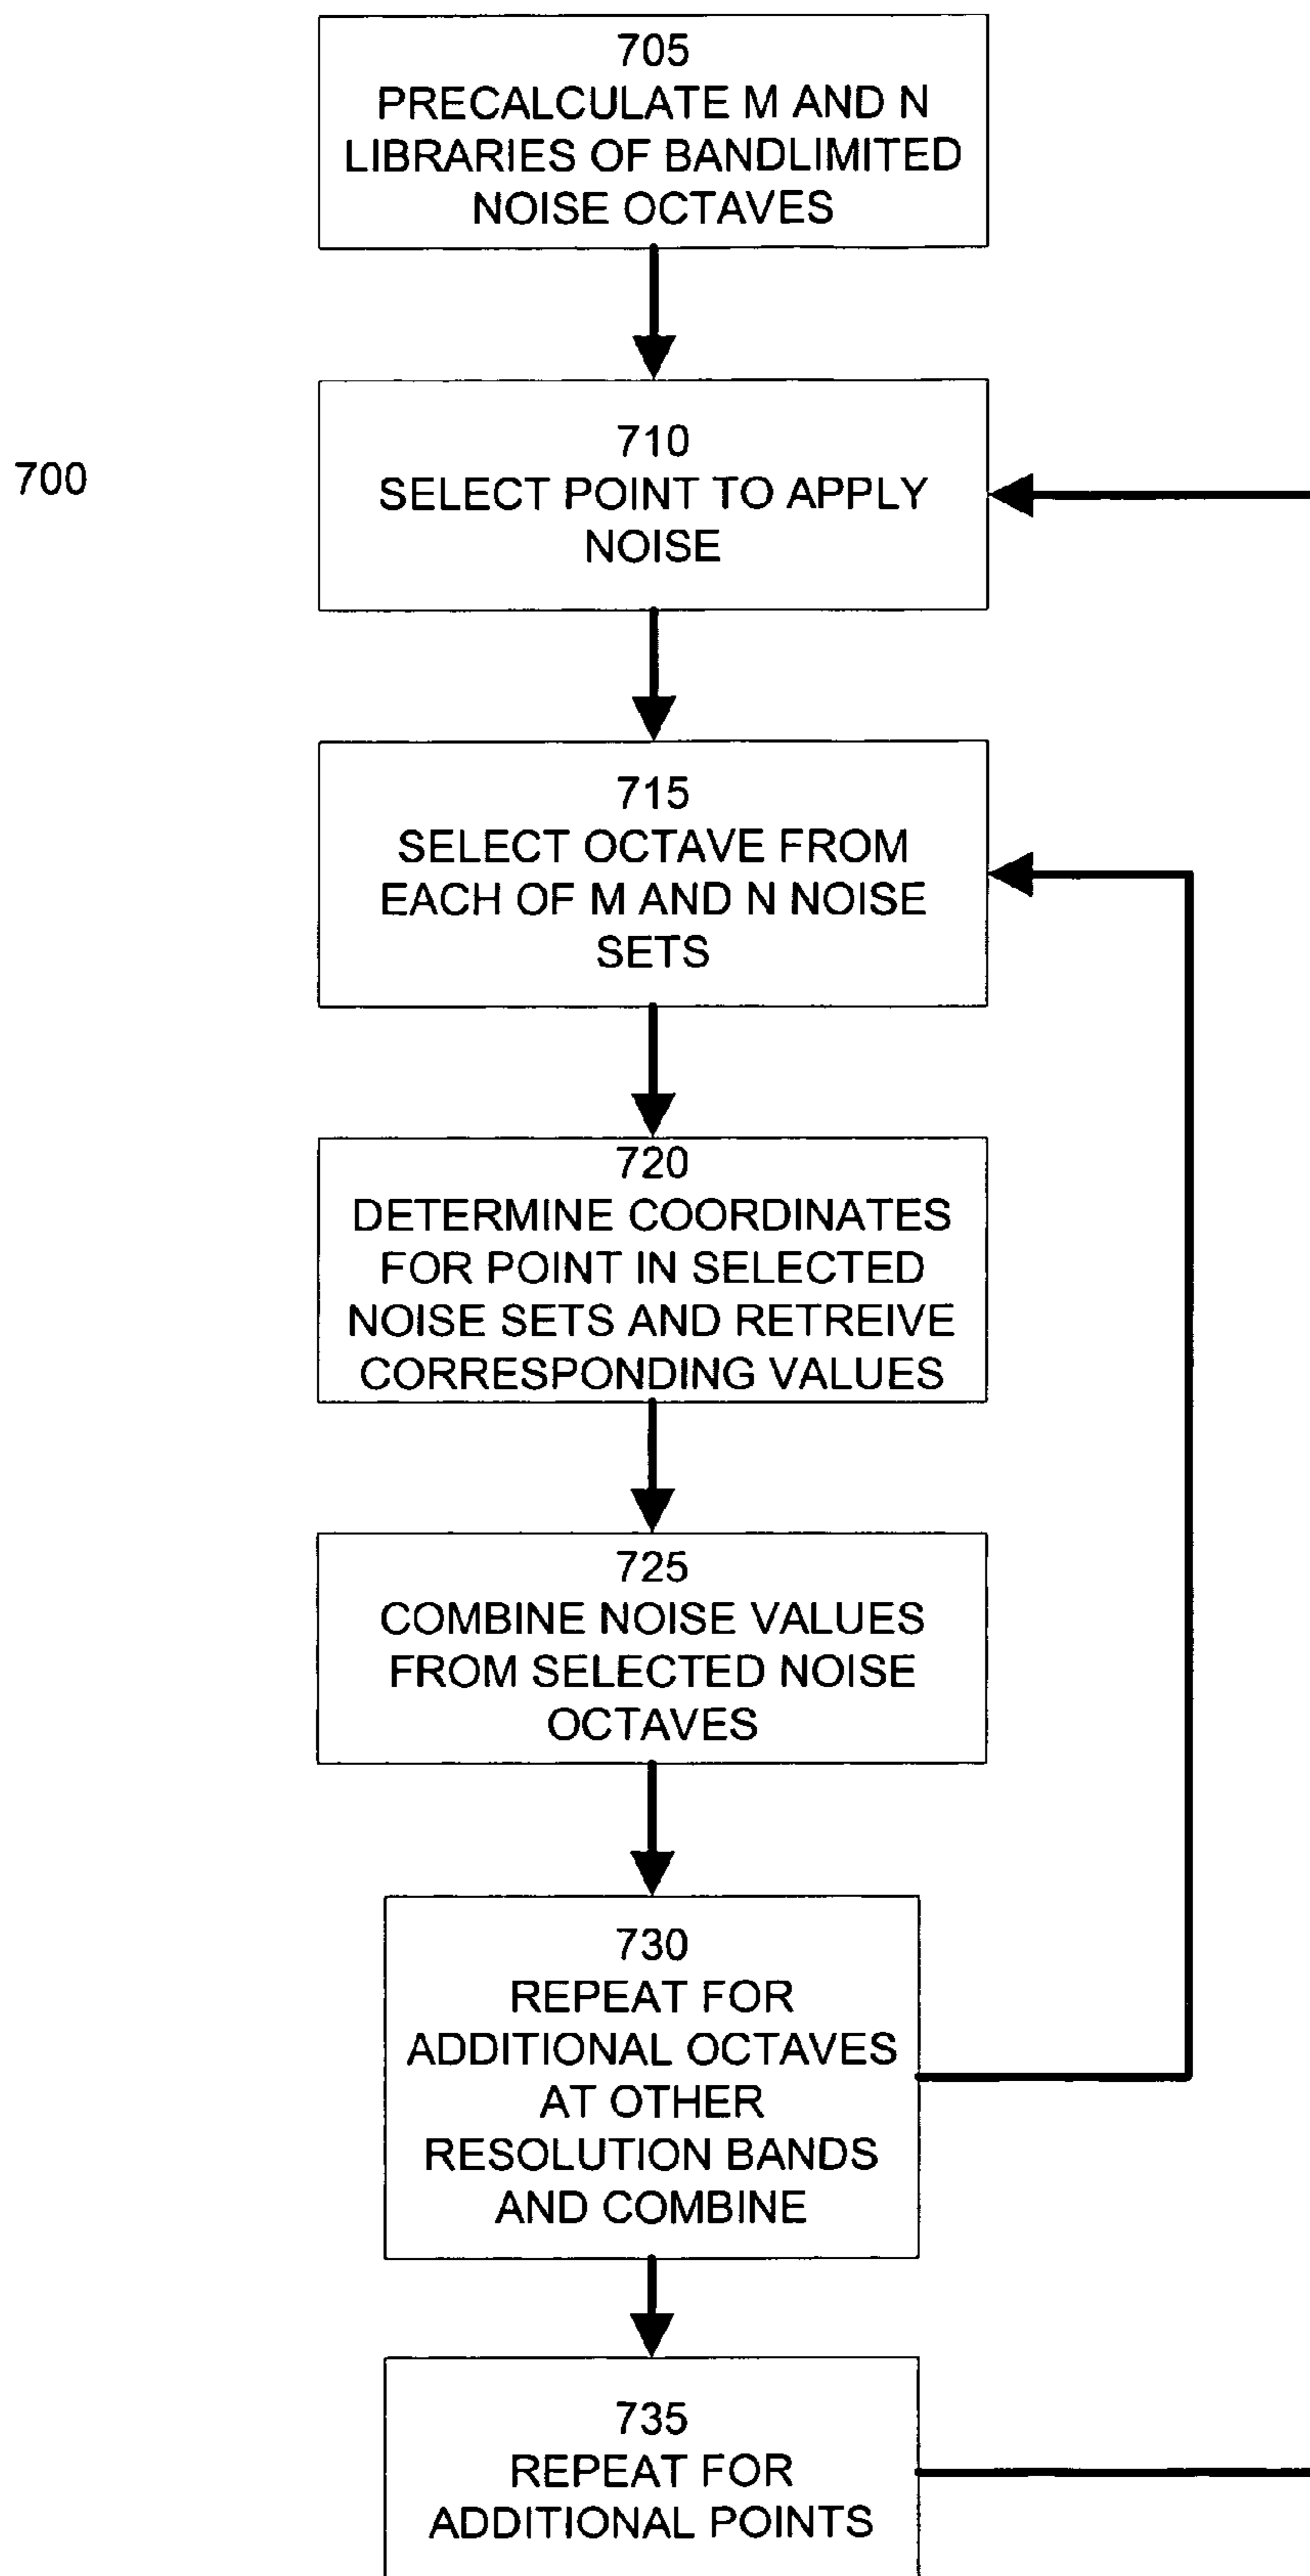 705
PRECALCULATE M AND N
LIBRARIES OF BANDLIMITED
NOISE OCTAVES
700
710
SELECT POINT TO APPLY
NOISE
715
SELECT OCTAVE FROM
EACH OF M AND N NOISE
SETS
720
DETERMINE COORDINATES
FOR POINT IN SELECTED
NOISE SETS AND RETREIVE
CORRESPONDING VALUES
725
COMBINE NOISE VALUES
FROM SELECTED NOISE
OCTAVES
730
REPEAT FOR
ADDITIONAL OCTAVES
AT OTHER
RESOLUTION BANDS
AND COMBINE
735
REPEAT FOR
ADDITIONAL POINTS